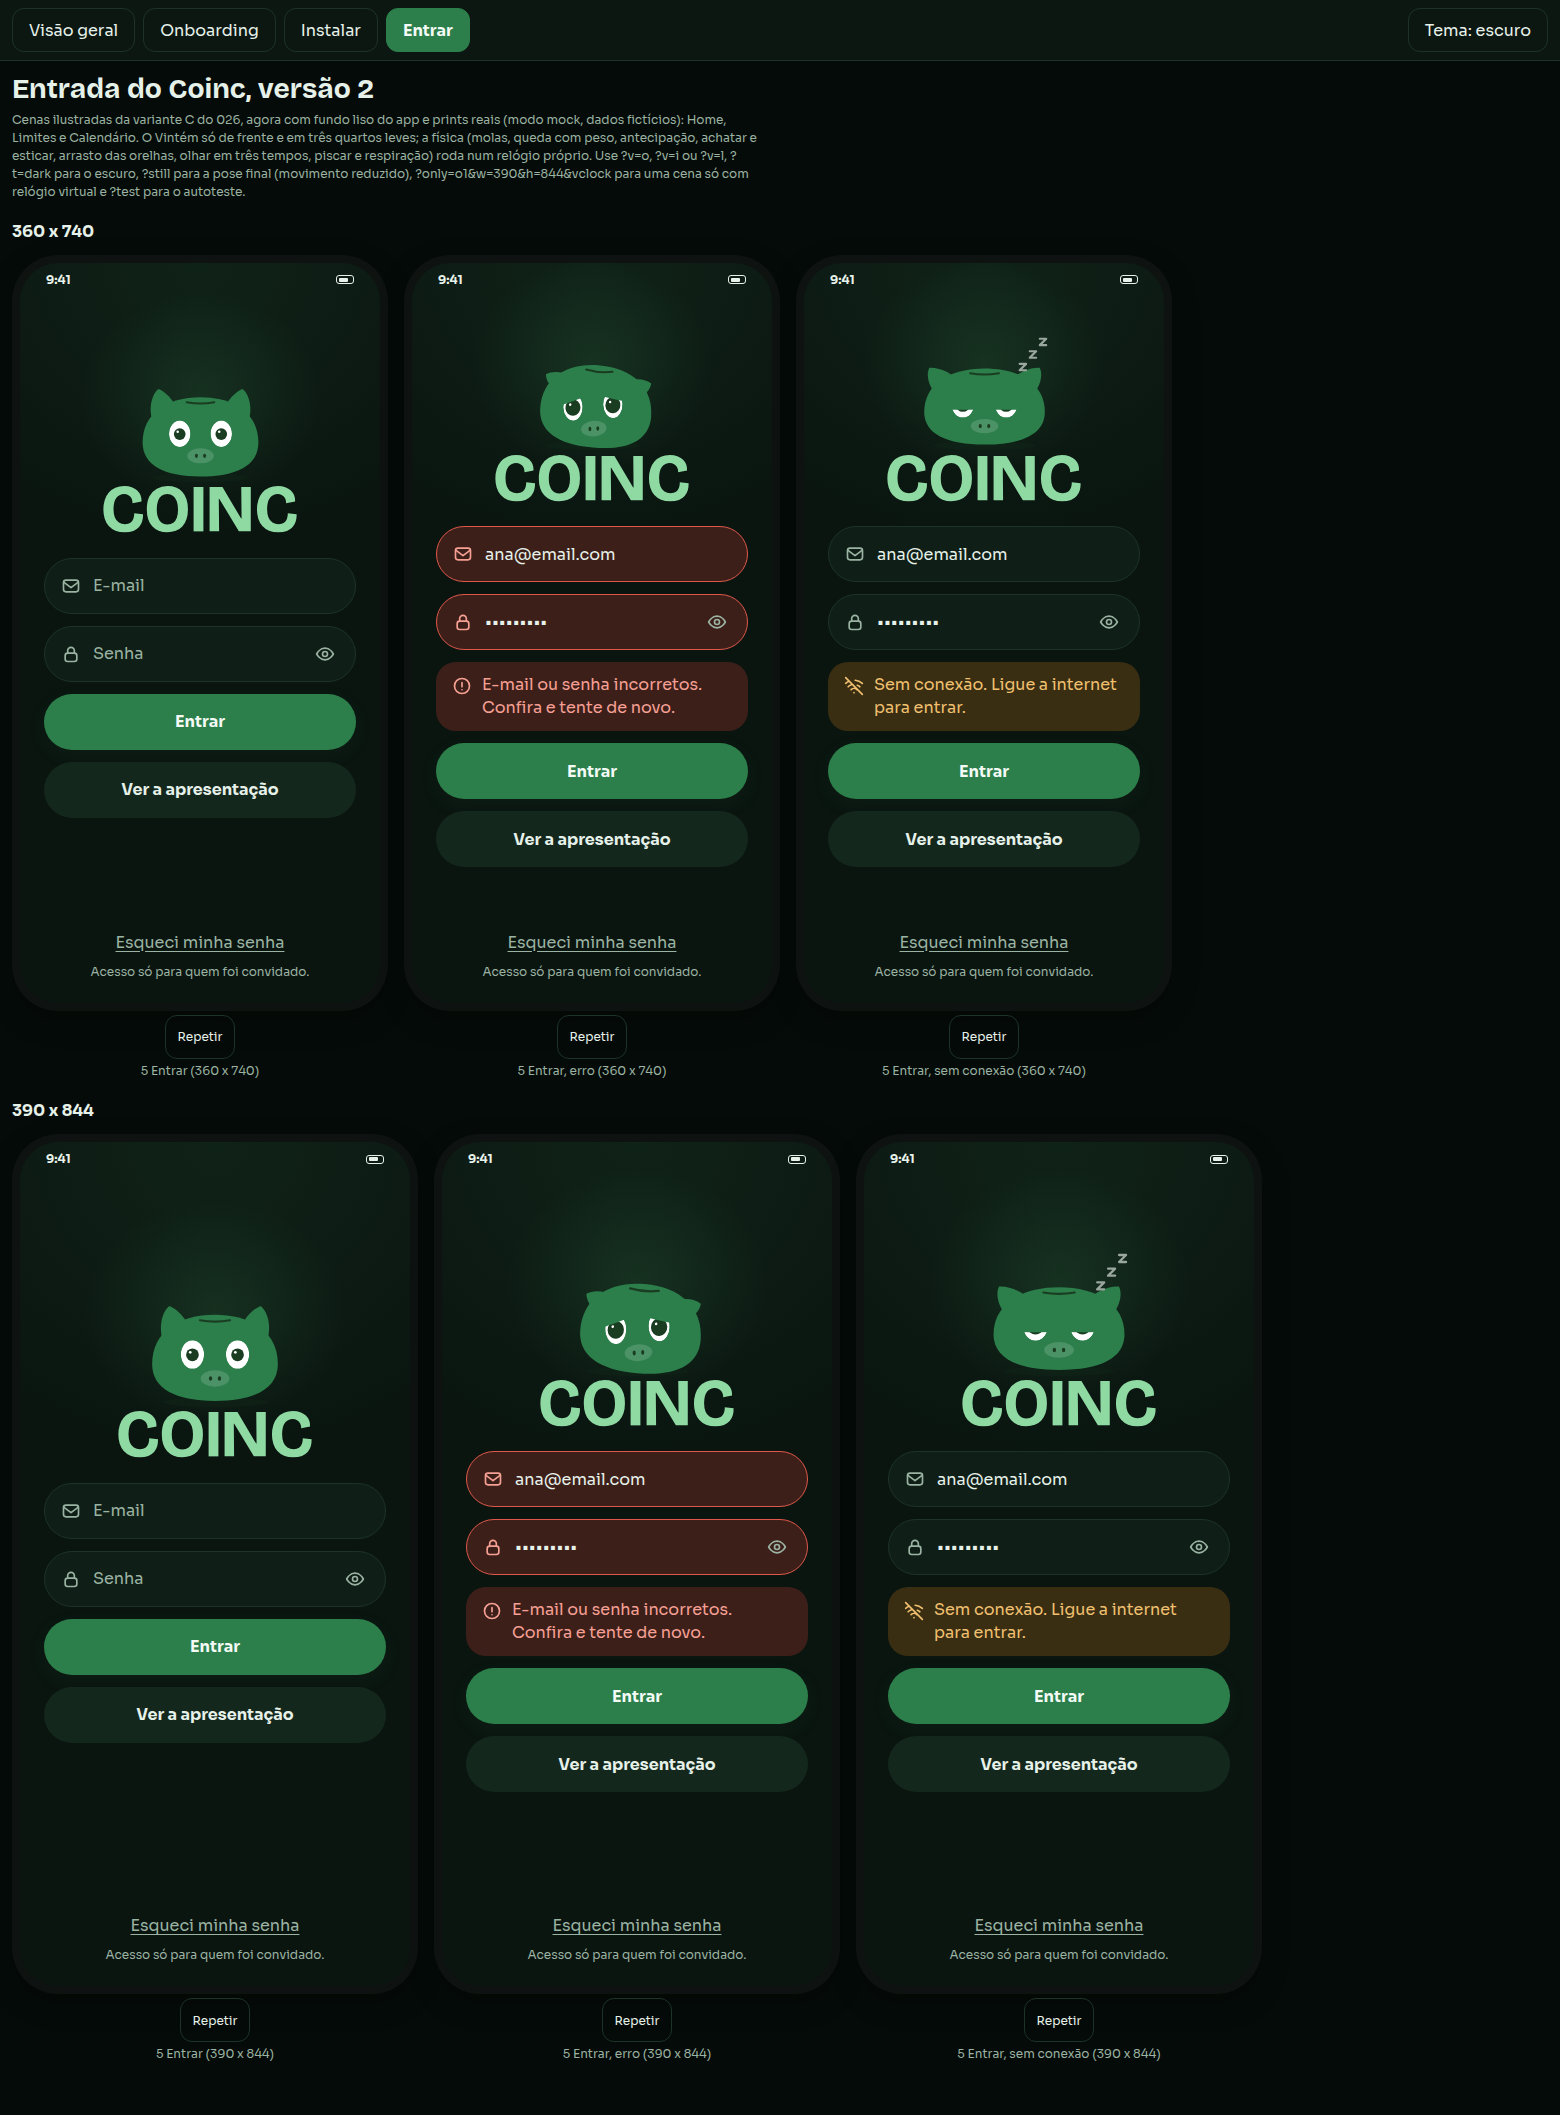 Visão geral
Onboarding
Instalar
Entrar
Tema: escuro
Entrada do Coinc, versão 2
Cenas ilustradas da variante C do 026, agora com fundo liso do app e prints reais (modo mock, dados fictícios): Home,
Limites e Calendário. O Vintém só de frente e em três quartos leves; a física (molas, queda com peso, antecipação, achatar e
esticar, arrasto das orelhas, olhar em três tempos, piscar e respiração) roda num relógio próprio. Use ?v=o, ?v=i ou ?v=l, ?
t=dark para o escuro, ?still para a pose final (movimento reduzido), ?only=o1&w=390&h=844&vclock para uma cena só com
relógio virtual e ?test para o autoteste.
360 x 740
9:41
COINC
E-mail
Senha
Entrar
Ver a apresentação
Esqueci minha senha
Acesso só para quem foi convidado.
Repetir
5 Entrar (360 x 740)
9:41
COINC
ana@email.com
•••••••••
E-mail ou senha incorretos.
Confira e tente de novo.
Entrar
Ver a apresentação
Esqueci minha senha
Acesso só para quem foi convidado.
Repetir
5 Entrar, erro (360 x 740)
9:41
z
z
z
COINC
ana@email.com
•••••••••
Sem conexão. Ligue a internet
para entrar.
Entrar
Ver a apresentação
Esqueci minha senha
Acesso só para quem foi convidado.
Repetir
5 Entrar, sem conexão (360 x 740)
390 x 844
9:41
COINC
E-mail
Senha
Entrar
Ver a apresentação
Esqueci minha senha
Acesso só para quem foi convidado.
Repetir
5 Entrar (390 x 844)
9:41
COINC
ana@email.com
•••••••••
E-mail ou senha incorretos.
Confira e tente de novo.
Entrar
Ver a apresentação
Esqueci minha senha
Acesso só para quem foi convidado.
Repetir
5 Entrar, erro (390 x 844)
9:41
z
z
z
COINC
ana@email.com
•••••••••
Sem conexão. Ligue a internet
para entrar.
Entrar
Ver a apresentação
Esqueci minha senha
Acesso só para quem foi convidado.
Repetir
5 Entrar, sem conexão (390 x 844)